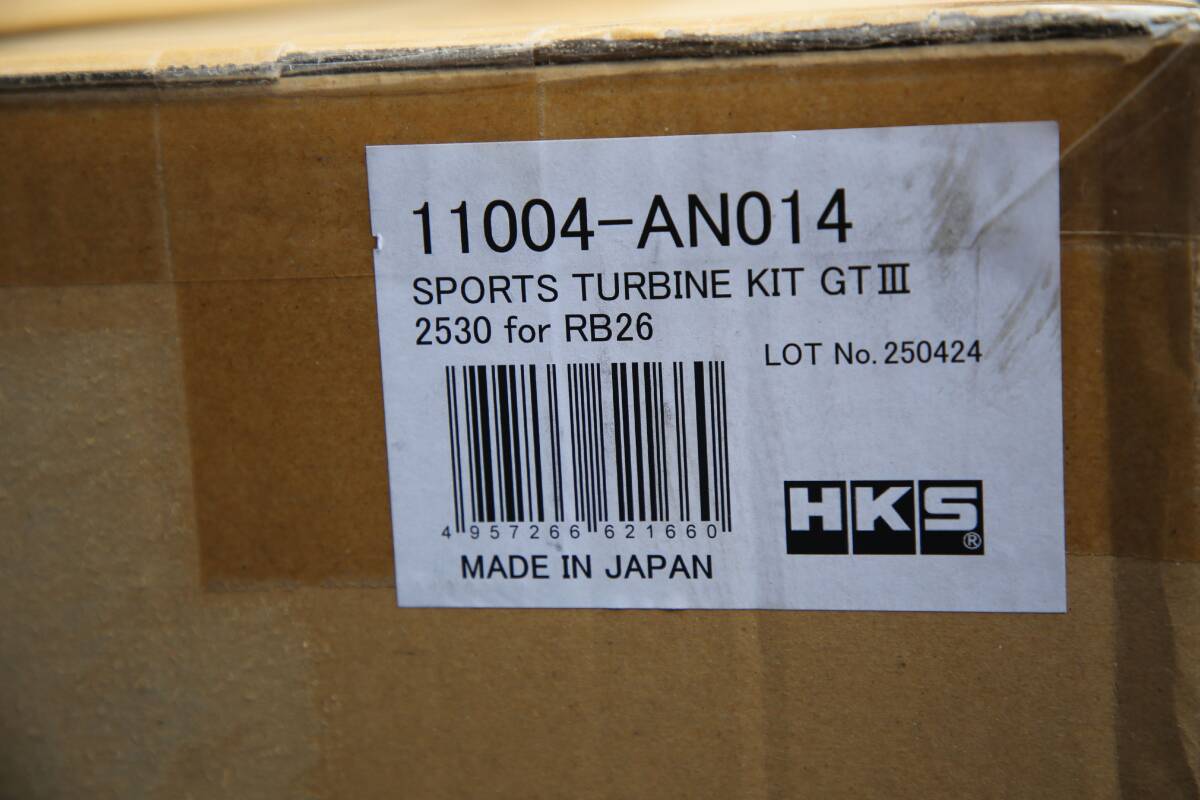 11004-AN014
SPORTS TURBINE KIT GTⅢ
2530 for RB26
LOT No. 250424
4 957266 621660
HKS®
MADE IN JAPAN